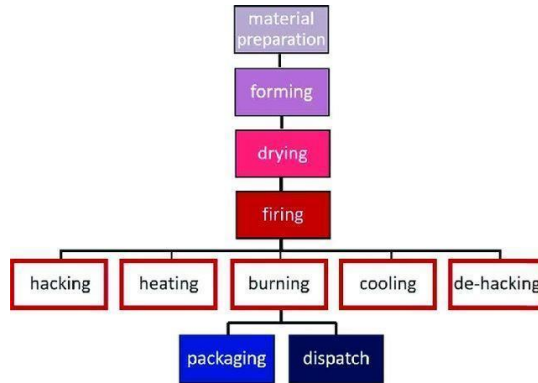 material
preparation
forming
drying
firing
hacking
heating
burning
cooling
de-hacking
packaging
dispatch